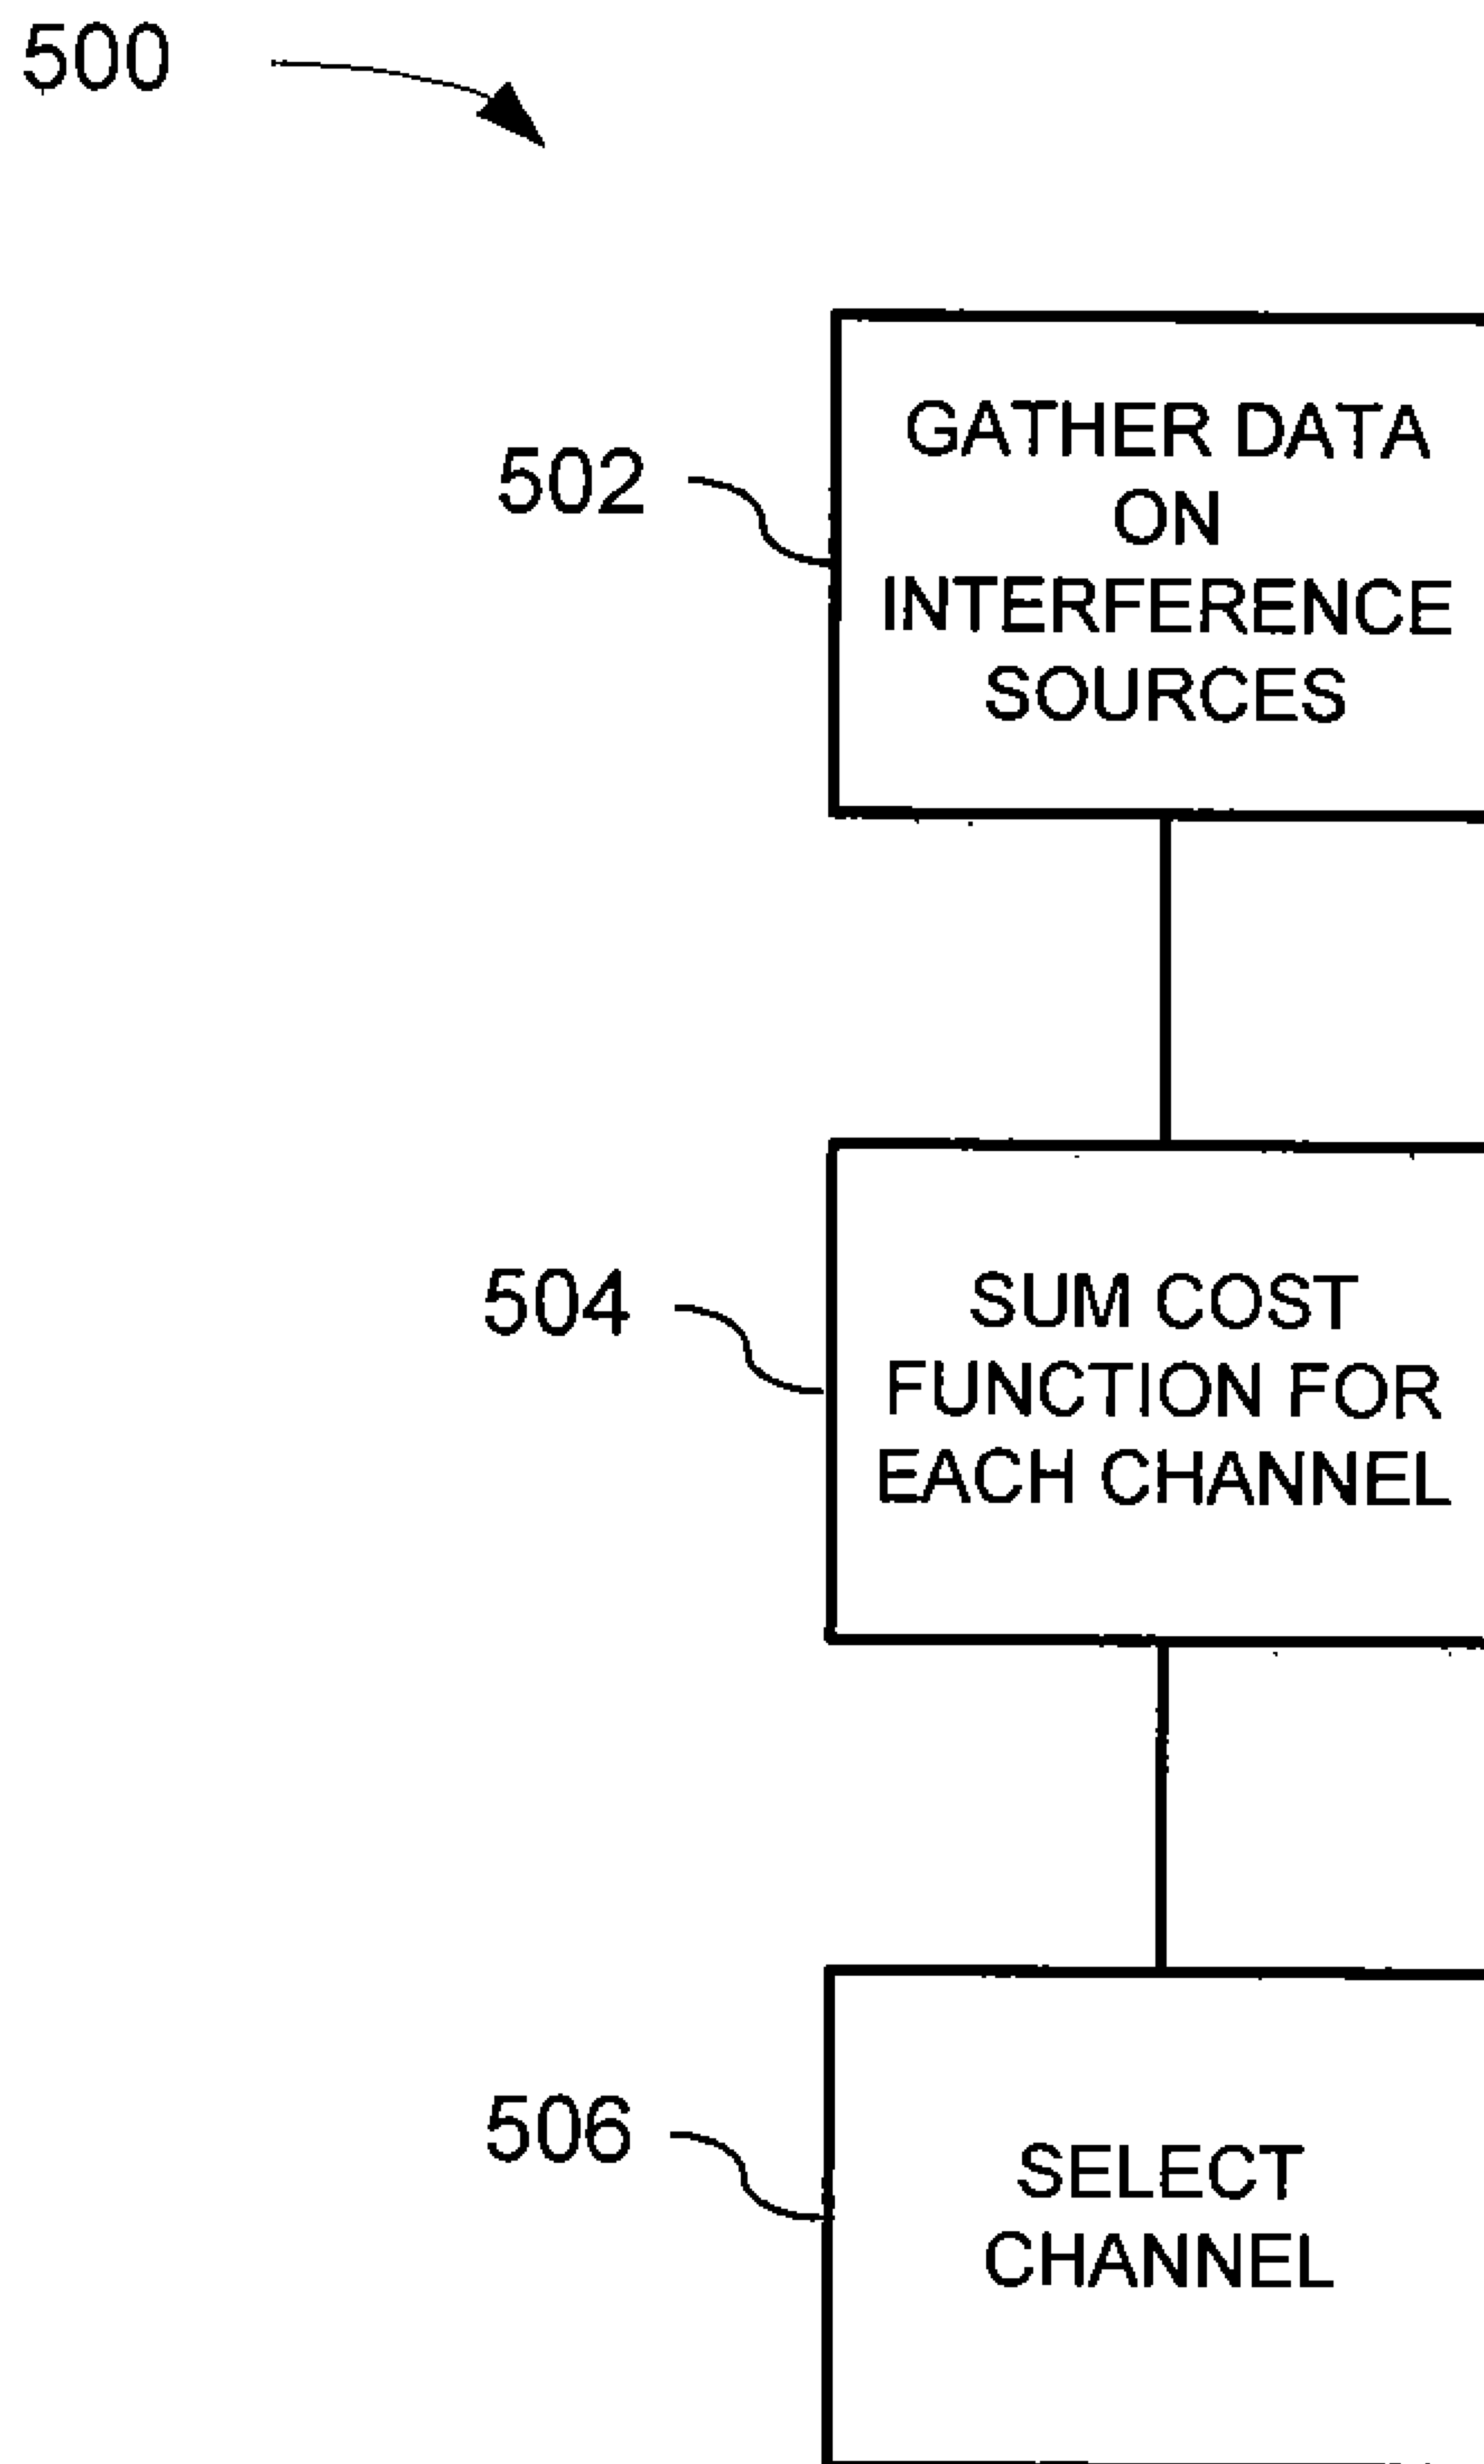 500
502
GATHER DATA
ON
INTERFERENCE
SOURCES
504
SUM COST
FUNCTION FOR
EACH CHANNEL
506
SELECT
CHANNEL